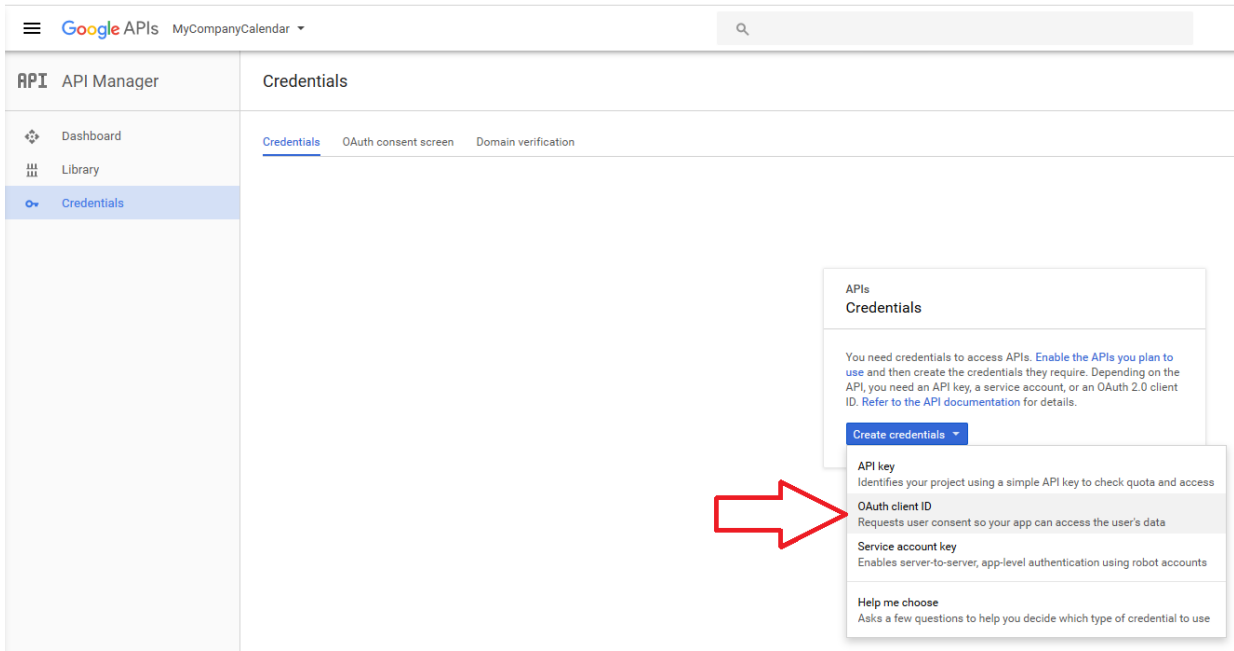 Google APIs MyCompanyCalendar
API API Manager
Credentials
Dashboard
Library
Credentials
Credentials OAuth consent screen Domain verification
APIs
Credentials
You need credentials to access APIs. Enable the APIs you plan to
use and then create the credentials they require. Depending on the
API, you need an API key, a service account, or an OAuth 2.0 client
ID. Refer to the API documentation for details.
Create credentials
API key
Identifies your project using a simple API key to check quota and access
OAuth client ID
Requests user consent so your app can access the user's data
Service account key
Enables server-to-server, app-level authentication using robot accounts
Help me choose
Asks a few questions to help you decide which type of credential to use